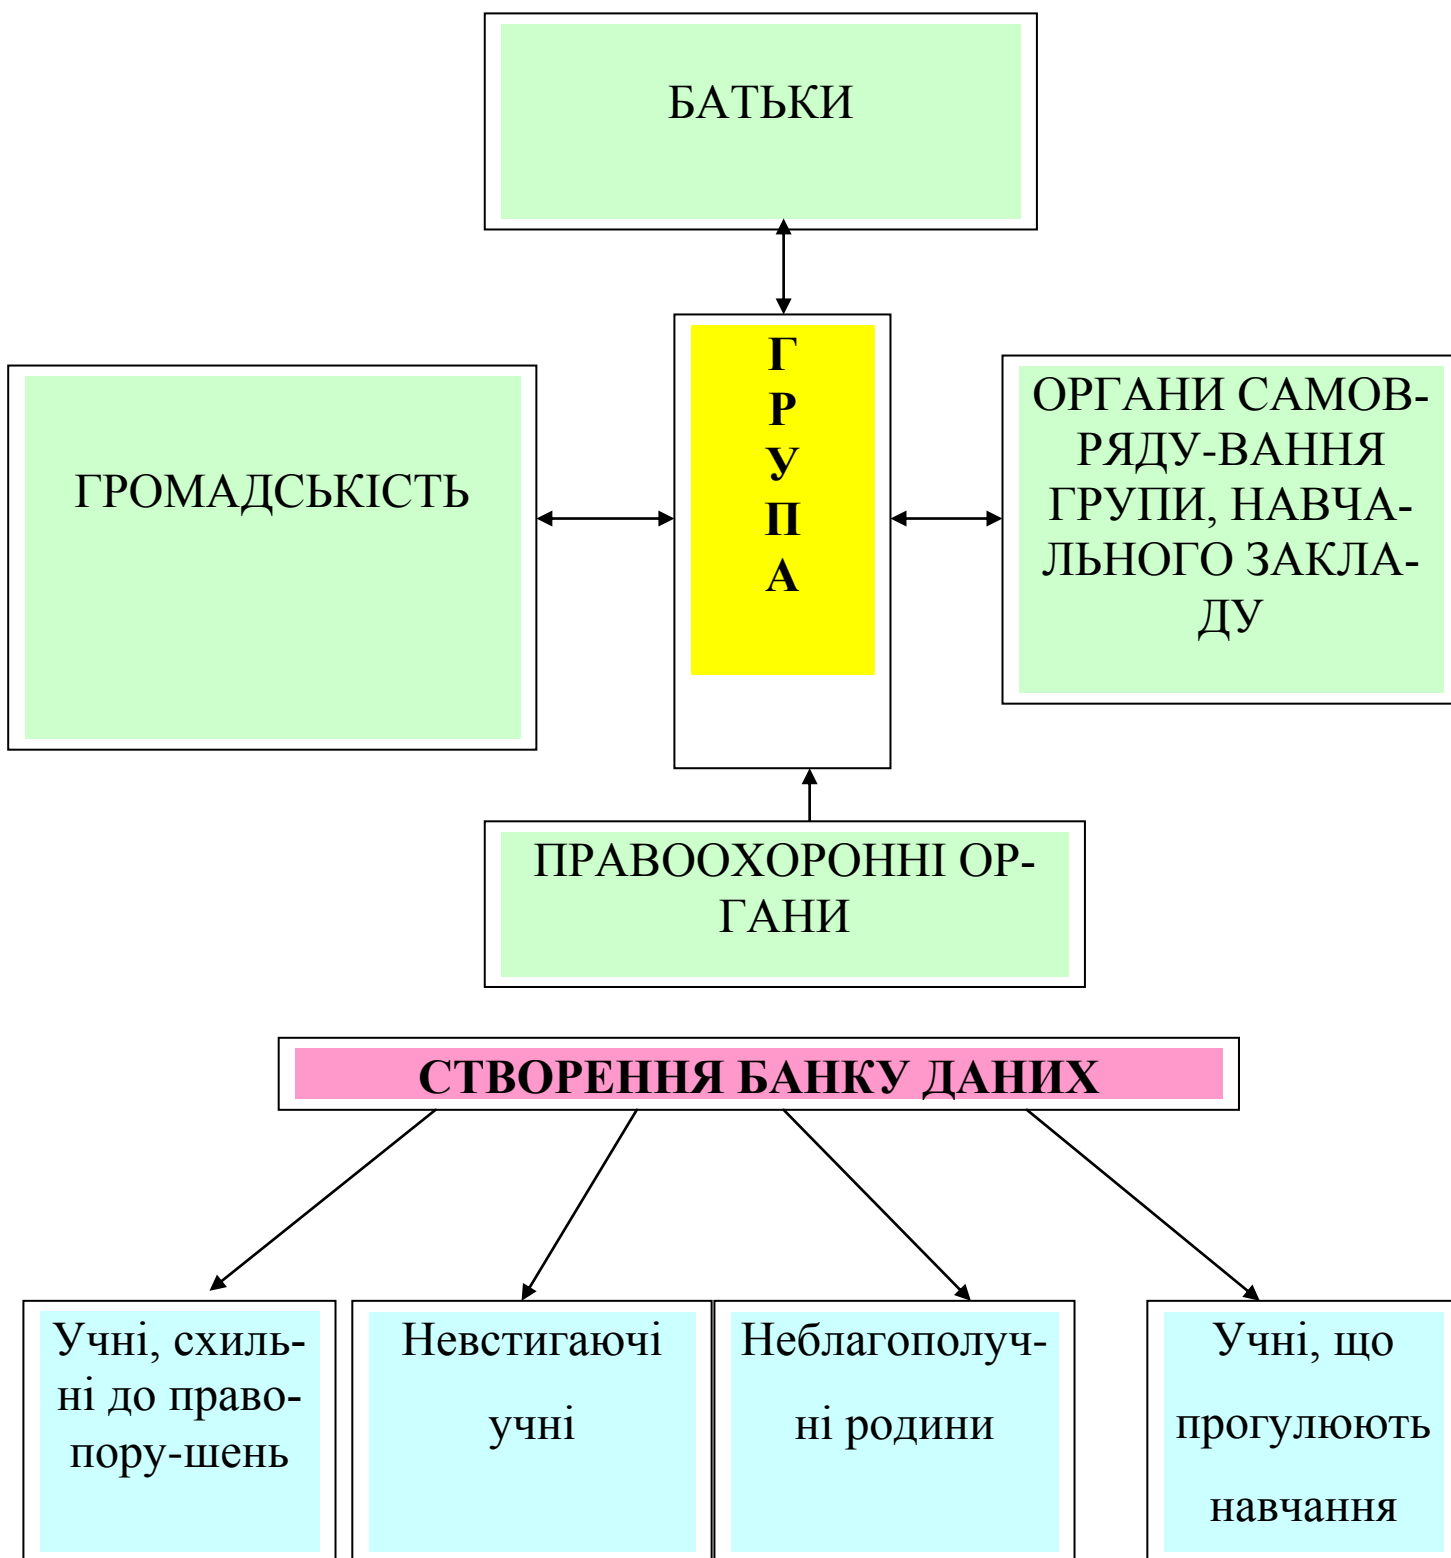 БАТЬКИ
Г
Р
У
П
А
ГРОМАДСЬКІСТЬ
ОРГАНИ САМОВ-
РЯДУ-ВАННЯ
ГРУПИ, НАВЧА-
ЛЬНОГО ЗАКЛА-
ДУ
ПРАВООХОРОННІ ОР-
ГАНИ
СТВОРЕННЯ БАНКУ ДАНИХ
Учні, схиль-
ні до право-
пору-шень
Невстигаючі
учні
Неблагополуч-
ні родини
Учні, що
прогулюють
навчання